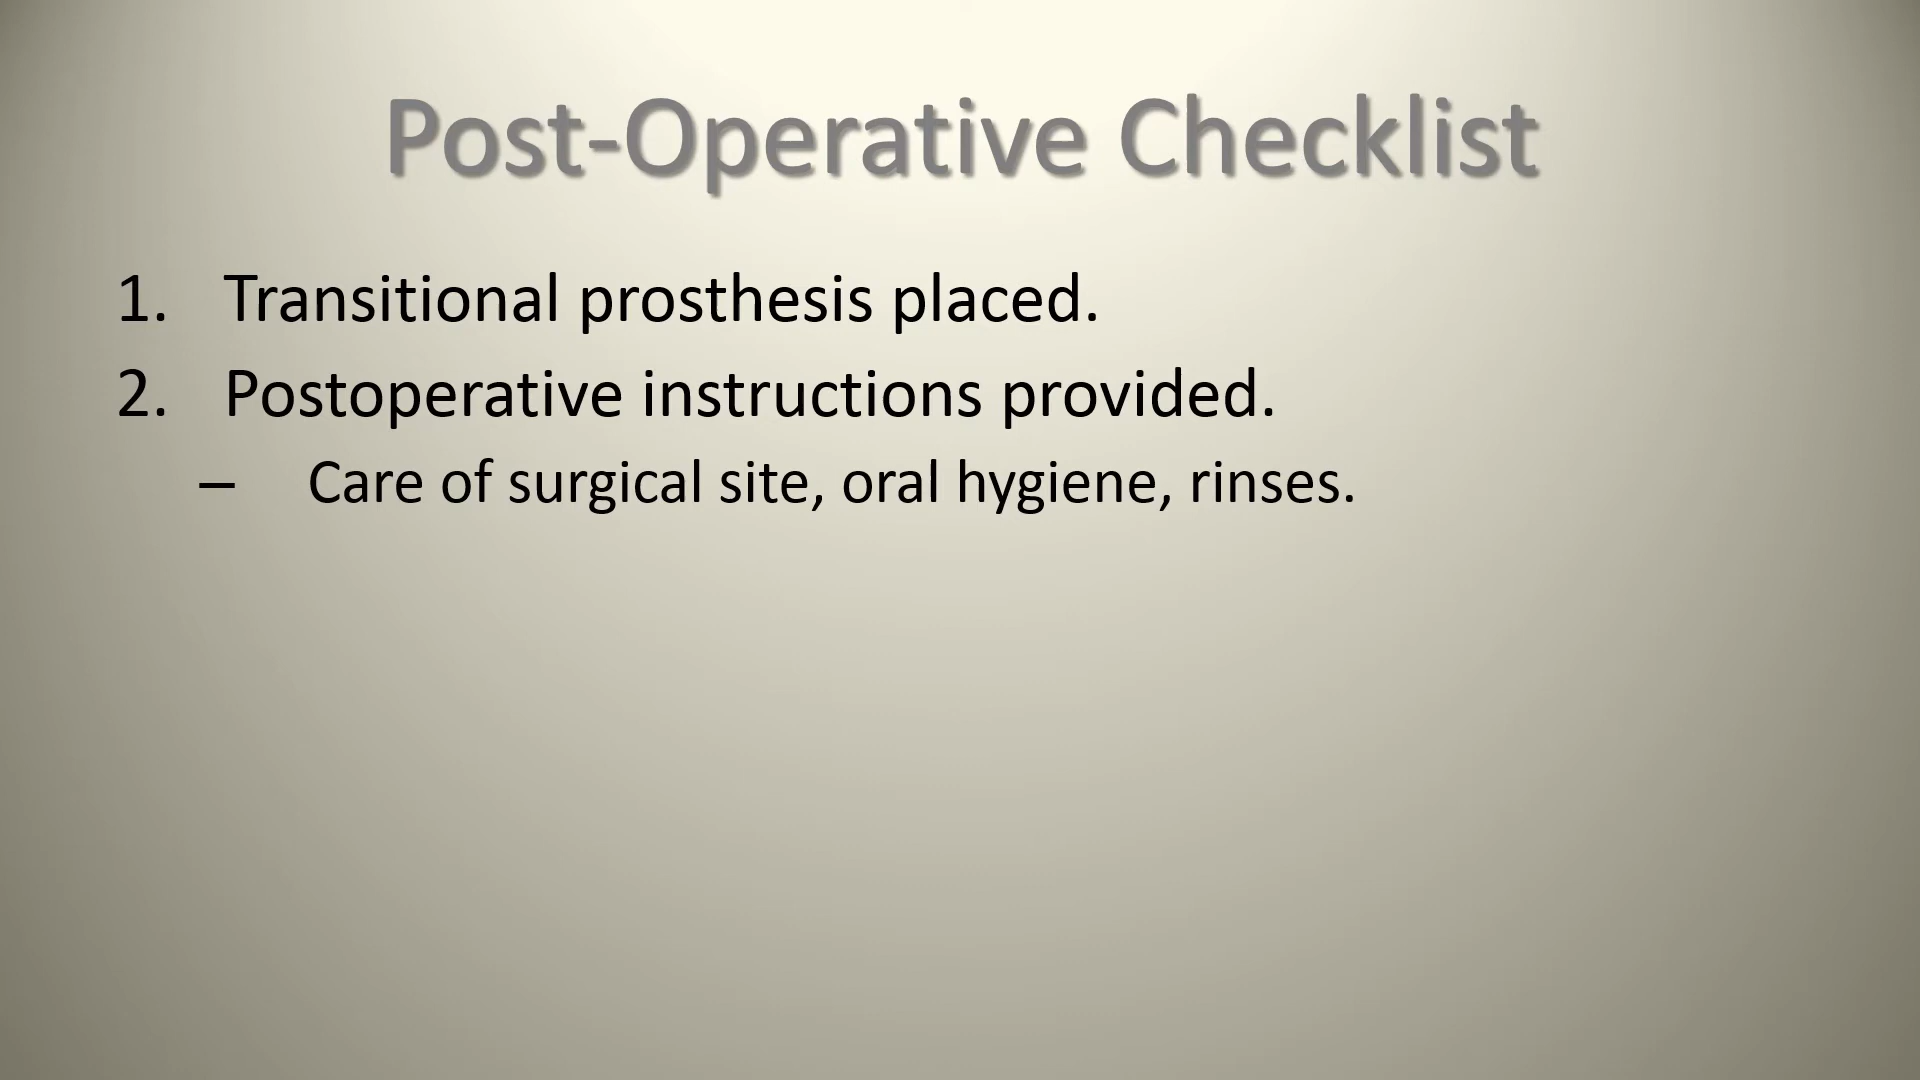 Post-Operative Checklist
1. Transitional prosthesis placed.
2. Postoperative instructions provided.
– Care of surgical site, oral hygiene, rinses.